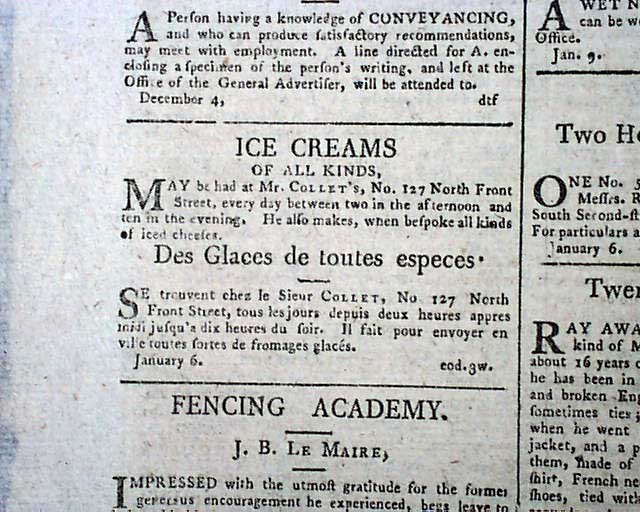 A Person having a knowledge of CONVEYANCING,
and who can produce satisfactory recommendations,
may meet with employment. A line directed for A. en-
closing a specimen of the person's writing, and left at the
Office of the General Advertiser, will be attended to.
December 4, dtf
ICE CREAMS
OF ALL KINDS,
MAY be had at Mr. COLLET's, No. 127 North Front
Street, every day between two in the afternoon and
ten in the evening. He also makes, when bespoke all kinds
of iced cheeses.
Des Glaces de toutes especes.
SE trouvent chez le Sieur COLLET, No 127 North
Front Street, tous les jours depuis deux heures appres
midi jusqu'a dix heures du soir. Il fait pour envoyer en
ville toutes sortes de fromages glacés.
January 6. eod.3w.
FENCING ACADEMY.
J. B. LE MAIRE,
IMPRESSED with the utmost gratitude for the former
generous encouragement he experienced, begs leave to
A WET N
can be w
Office.
Jan. 9.
Two Ho
ONE No. 5
Messrs. R
South Second-st
For particulars a
January 6.
Twen
RAY AWA
kind of M
about 16 years o
he has been in
and broken Eng
sometimes ties
when he went
jacket, and a p
them, made of
shirt, French ne
shoes, tied with